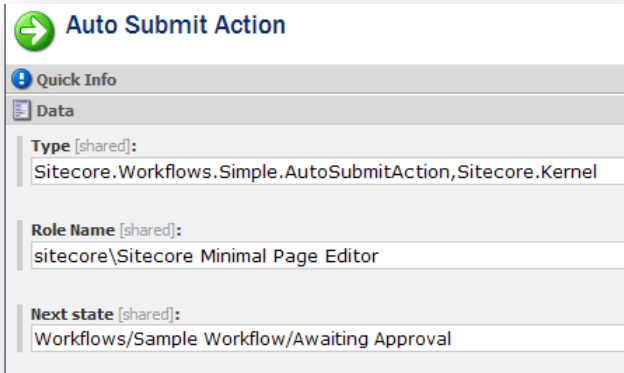 Auto Submit Action
Quick Info
Data
Type [shared]:
Sitecore.Workflows.Simple.AutoSubmitAction,Sitecore.Kernel
Role Name [shared]:
sitecore\Sitecore Minimal Page Editor
Next state [shared]:
Workflows/Sample Workflow/Awaiting Approval